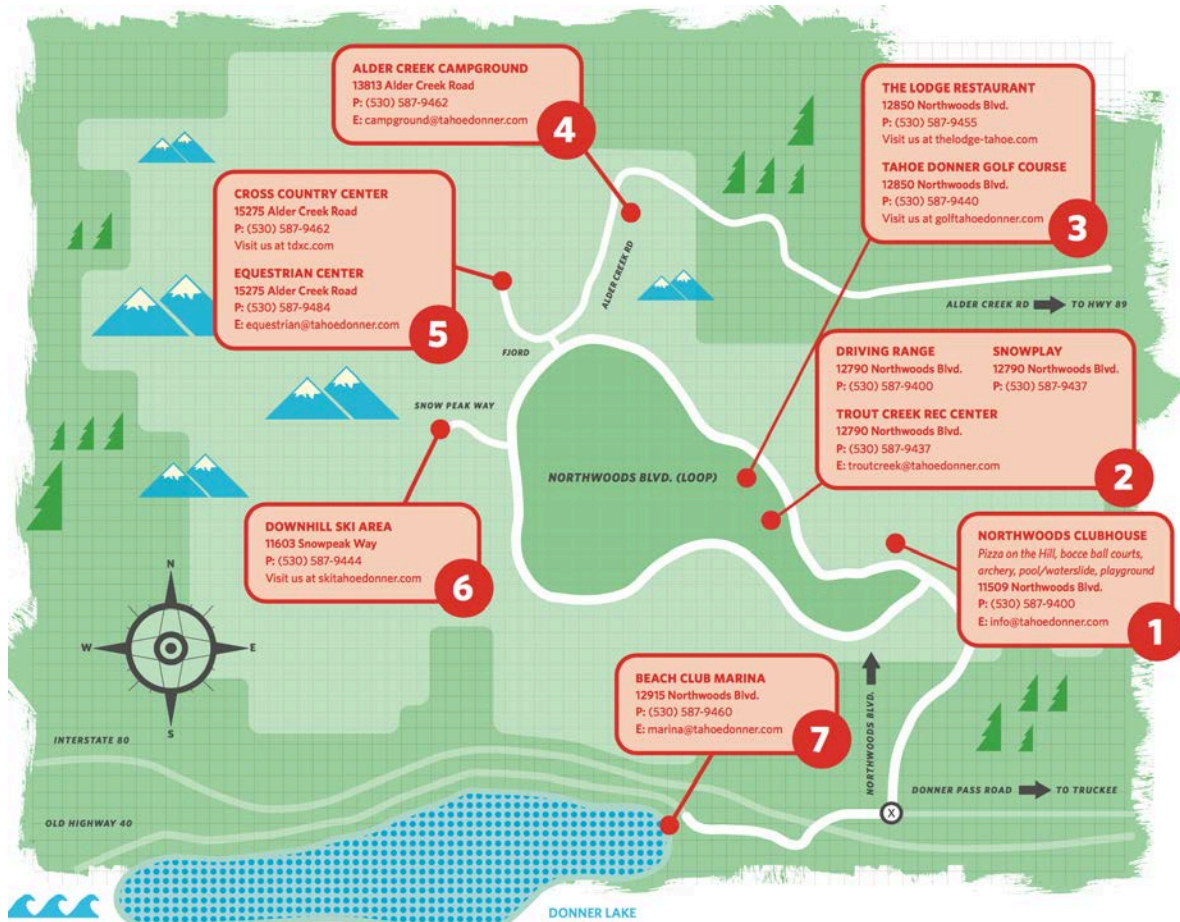 ALDER CREEK CAMPGROUND
13813 Alder Creek Road
P: (530) 587-9462
E: campground@tahoedonner.com
4
THE LODGE RESTAURANT
12850 Northwoods Blvd.
P: (530) 587-9455
Visit us at thelodge-tahoe.com
TAHOE DONNER GOLF COURSE
12850 Northwoods Blvd.
P: (530) 587-9440
Visit us at golftahoedonner.com
3
CROSS COUNTRY CENTER
15275 Alder Creek Road
P: (530) 587-9462
Visit us at tdxc.com
EQUESTRIAN CENTER
15275 Alder Creek Road
P: (530) 587-9484
E: equestrian@tahoedonner.com
5
ALDER CREEK RD
ALDER CREEK RD TO HWY 89
FJORD
SNOW PEAK WAY
DRIVING RANGE
12790 Northwoods Blvd.
P: (530) 587-9400
SNOWPLAY
12790 Northwoods Blvd.
P: (530) 587-9437
TROUT CREEK REC CENTER
12790 Northwoods Blvd.
P: (530) 587-9437
E: troutcreek@tahoedonner.com
2
NORTHWOODS BLVD. (LOOP)
DOWNHILL SKI AREA
11603 Snowpeak Way
P: (530) 587-9444
Visit us at skitahoedonner.com
6
NORTHWOODS CLUBHOUSE
Pizza on the Hill, bocce ball courts,
archery, pool/waterslide, playground
11509 Northwoods Blvd.
P: (530) 587-9400
E: info@tahoedonner.com
1
N
W
E
S
BEACH CLUB MARINA
12915 Northwoods Blvd.
P: (530) 587-9460
E: marina@tahoedonner.com
7
NORTHWOODS BLVD.
INTERSTATE 80
DONNER PASS ROAD TO TRUCKEE
X
OLD HIGHWAY 40
DONNER LAKE